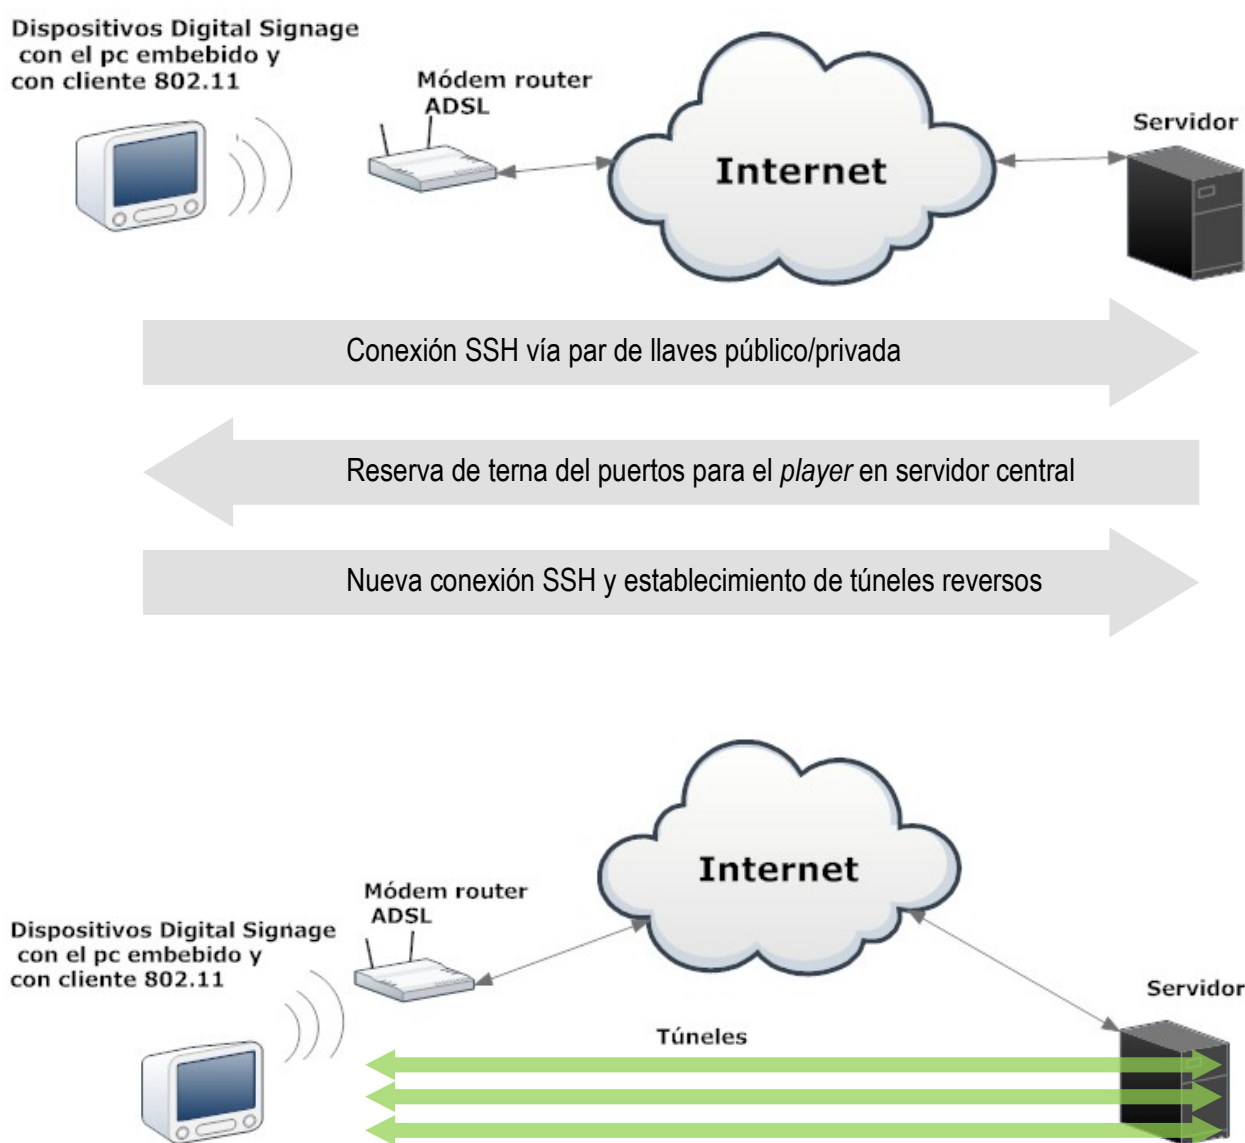 Dispositivos Digital Signage
con el pc embebido y
con cliente 802.11
Módem router
ADSL
Internet
Servidor
Conexión SSH vía par de llaves público/privada
Reserva de terna del puertos para el player en servidor central
Nueva conexión SSH y establecimiento de túneles reversos
Internet
Módem router
ADSL
Dispositivos Digital Signage
con el pc embebido y
con cliente 802.11
Servidor
Túneles